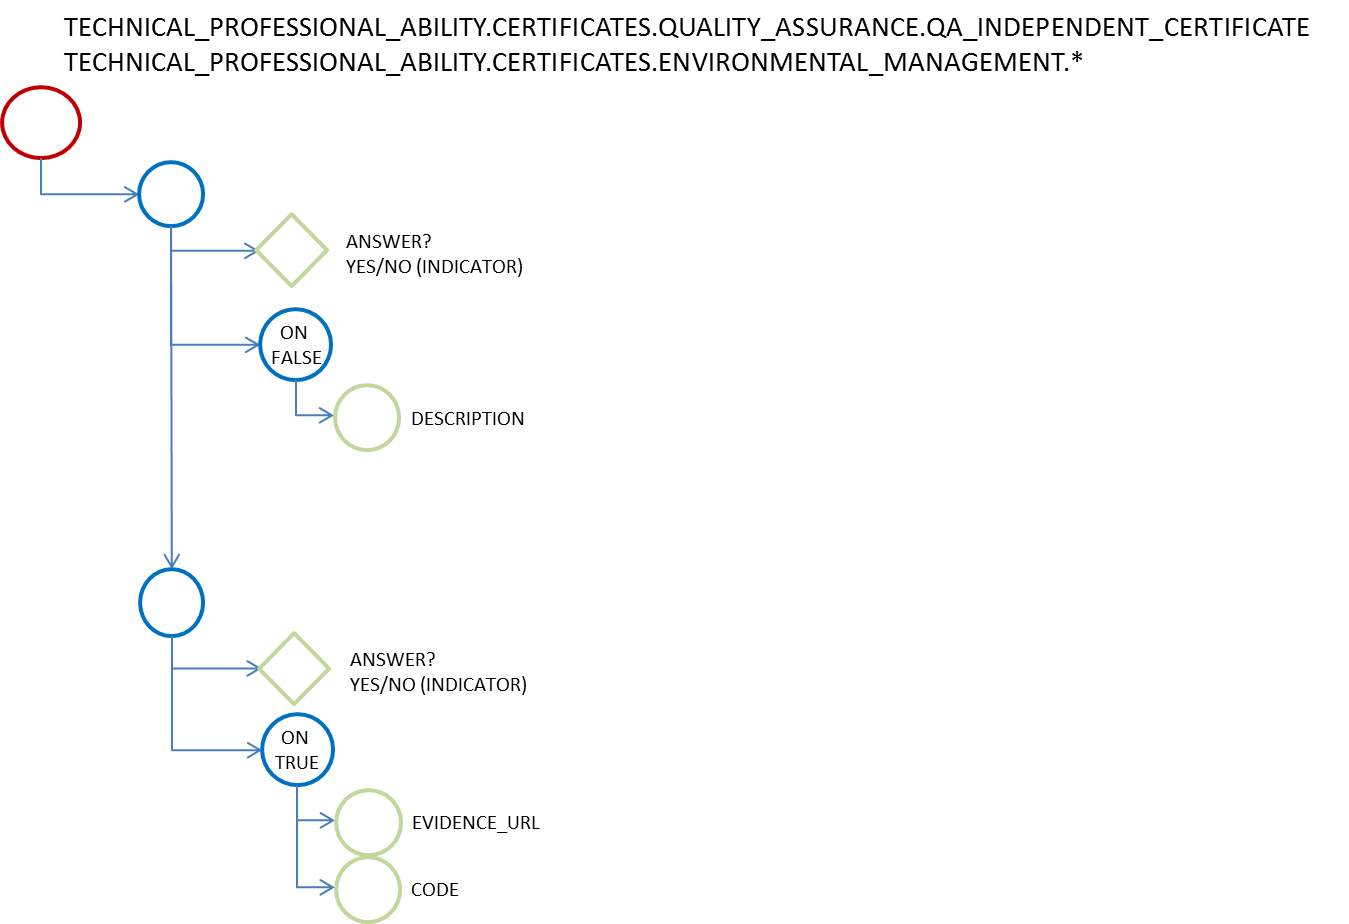 TECHNICAL_PROFESSIONAL_ABILITY.CERTIFICATES.QUALITY_ASSURANCE.QA_INDEPENDENT_CERTIFICATE
TECHNICAL_PROFESSIONAL_ABILITY.CERTIFICATES.ENVIRONMENTAL_MANAGEMENT.*
ANSWER?
YES/NO (INDICATOR)
ON
FALSE
DESCRIPTION
ANSWER?
YES/NO (INDICATOR)
ON
TRUE
EVIDENCE_URL
CODE